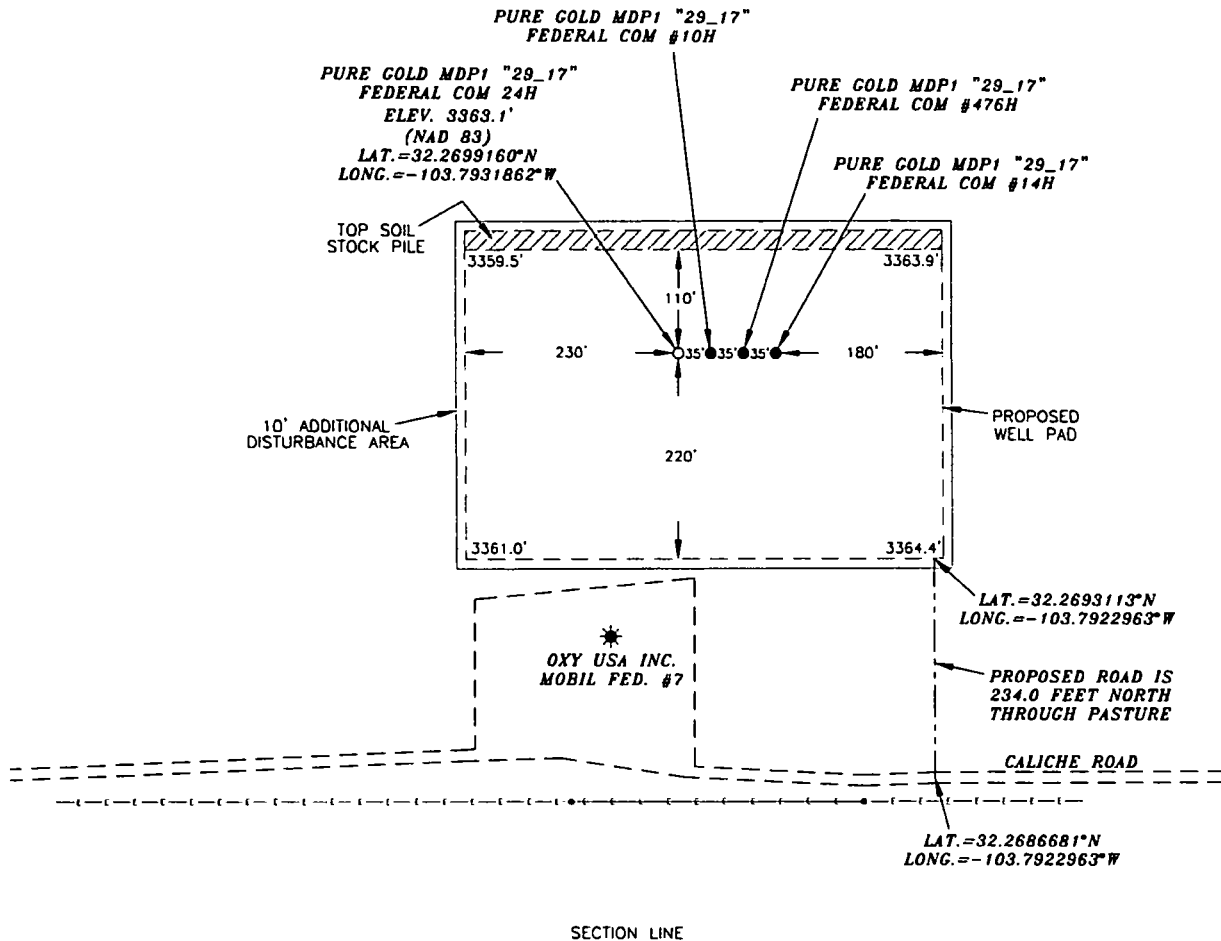 PURE GOLD MDP1 "29_17"
FEDERAL COM #10H
PURE GOLD MDP1 "29_17"
FEDERAL COM 24H
ELEV. 3363.1'
(NAD 83)
LAT.=32.2699160°N
LONG.=-103.7931862°W
PURE GOLD MDP1 "29_17"
FEDERAL COM #476H
PURE GOLD MDP1 "29_17"
FEDERAL COM #14H
TOP SOIL
STOCK PILE
3359.5'
3363.9'
110'
230'
35'
35'
35'
180'
10' ADDITIONAL
DISTURBANCE AREA
PROPOSED
WELL PAD
220'
3361.0'
3364.4'
LAT.=32.2693113°N
LONG.=-103.7922963°W
OXY USA INC.
MOBIL FED. #7
PROPOSED ROAD IS
234.0 FEET NORTH
THROUGH PASTURE
CALICHE ROAD
LAT.=32.2686681°N
LONG.=-103.7922963°W
SECTION LINE